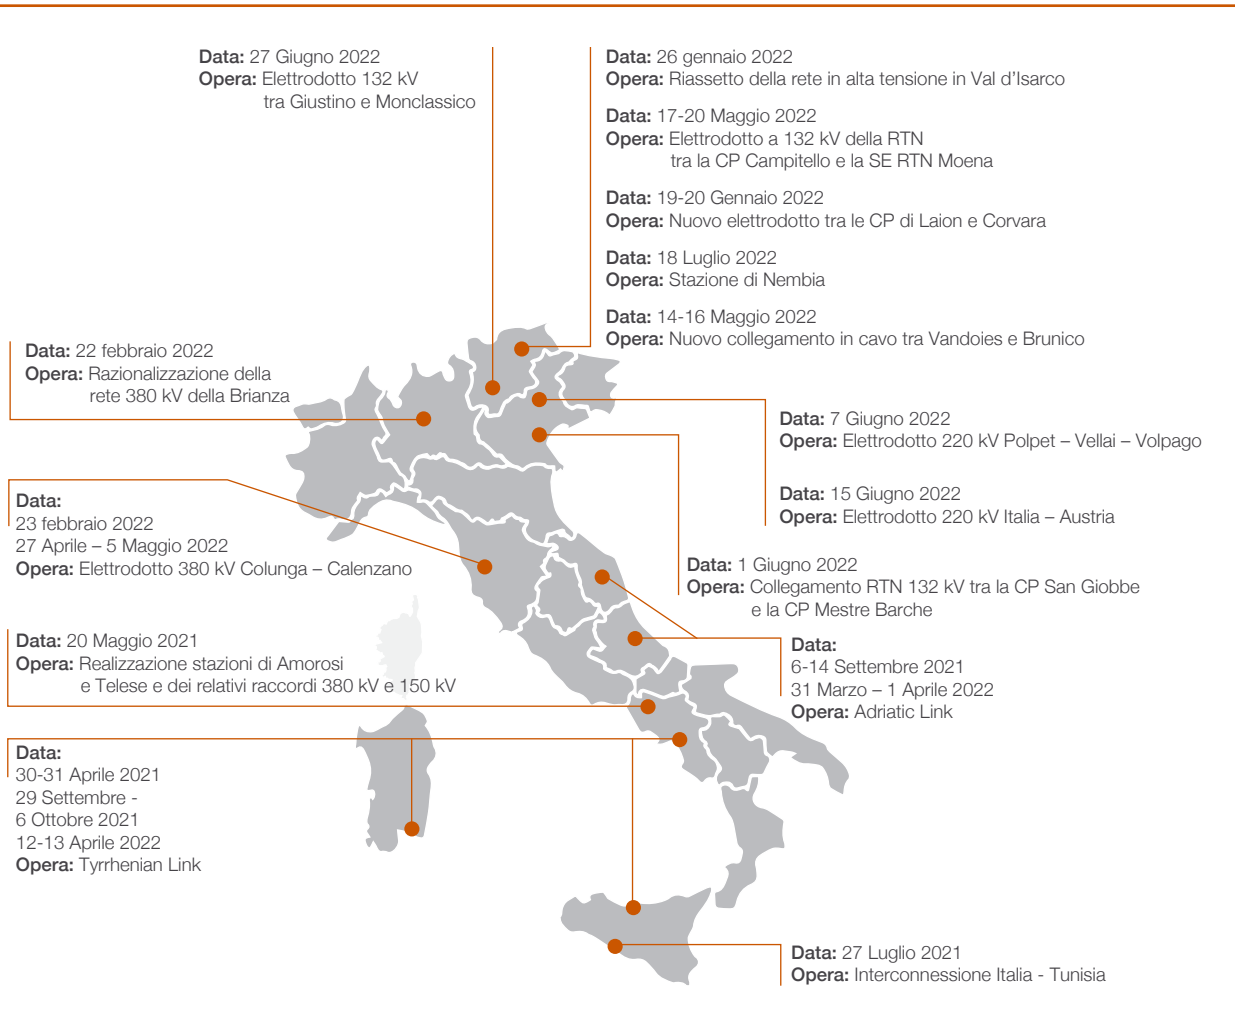 Data: 27 Giugno 2022
Opera: Elettrodotto 132 kV
tra Giustino e Monclassico
Data: 26 gennaio 2022
Opera: Riassetto della rete in alta tensione in Val d'Isarco
Data: 17-20 Maggio 2022
Opera: Elettrodotto a 132 kV della RTN
tra la CP Campitello e la SE RTN Moena
Data: 19-20 Gennaio 2022
Opera: Nuovo elettrodotto tra le CP di Laion e Corvara
Data: 18 Luglio 2022
Opera: Stazione di Nembia
Data: 14-16 Maggio 2022
Opera: Nuovo collegamento in cavo tra Vandoies e Brunico
Data: 22 febbraio 2022
Opera: Razionalizzazione della
rete 380 kV della Brianza
Data: 7 Giugno 2022
Opera: Elettrodotto 220 kV Polpet – Vellai – Volpago
Data: 15 Giugno 2022
Opera: Elettrodotto 220 kV Italia – Austria
Data:
23 febbraio 2022
27 Aprile – 5 Maggio 2022
Opera: Elettrodotto 380 kV Colunga – Calenzano
Data: 1 Giugno 2022
Opera: Collegamento RTN 132 kV tra la CP San Giobbe
e la CP Mestre Barche
Data: 20 Maggio 2021
Opera: Realizzazione stazioni di Amorosi
e Telese e dei relativi raccordi 380 kV e 150 kV
Data:
6-14 Settembre 2021
31 Marzo – 1 Aprile 2022
Opera: Adriatic Link
Data:
30-31 Aprile 2021
29 Settembre -
6 Ottobre 2021
12-13 Aprile 2022
Opera: Tyrrhenian Link
Data: 27 Luglio 2021
Opera: Interconnessione Italia - Tunisia